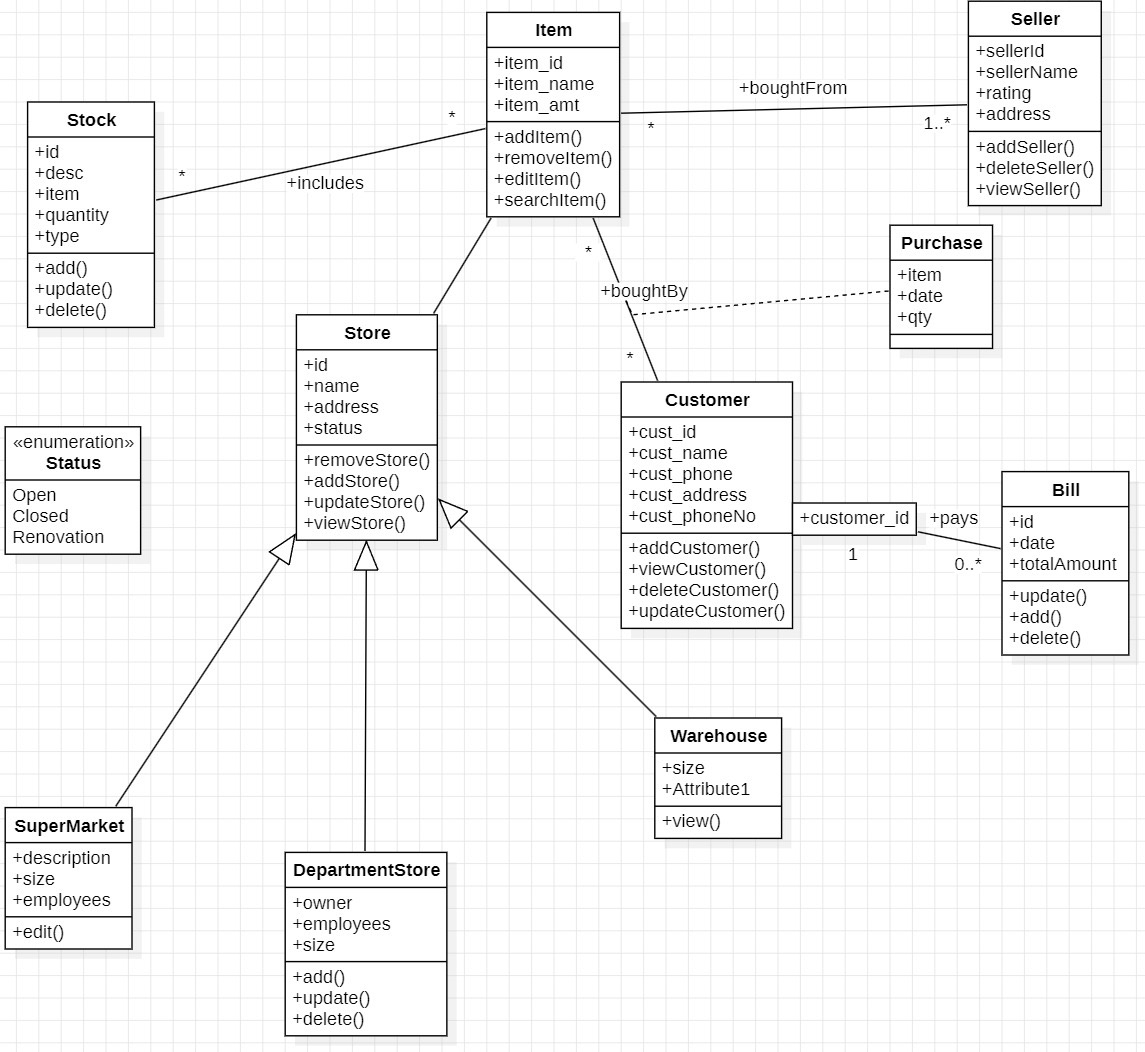 Item
+item_id
+item_name
+item_amt
+addItem()
+removeItem()
+editItem()
+searchItem()
Seller
+sellerId
+sellerName
+rating
+address
+addSeller()
+deleteSeller()
+viewSeller()
+boughtFrom
*
1..*
Stock
+id
+desc
+item
+quantity
+type
+add()
+update()
+delete()
*
*
+includes
Purchase
+item
+date
+qty
*
+boughtBy
*
Store
+id
+name
+address
+status
+removeStore()
+addStore()
+updateStore()
+viewStore()
Customer
+cust_id
+cust_name
+cust_phone
+cust_address
+cust_phoneNo
+addCustomer()
+viewCustomer()
+deleteCustomer()
+updateCustomer()
+customer_id
+pays
1
0..*
Bill
+id
+date
+totalAmount
+update()
+add()
+delete()
«enumeration»
Status
Open
Closed
Renovation
Warehouse
+size
+Attribute1
+view()
SuperMarket
+description
+size
+employees
+edit()
DepartmentStore
+owner
+employees
+size
+add()
+update()
+delete()